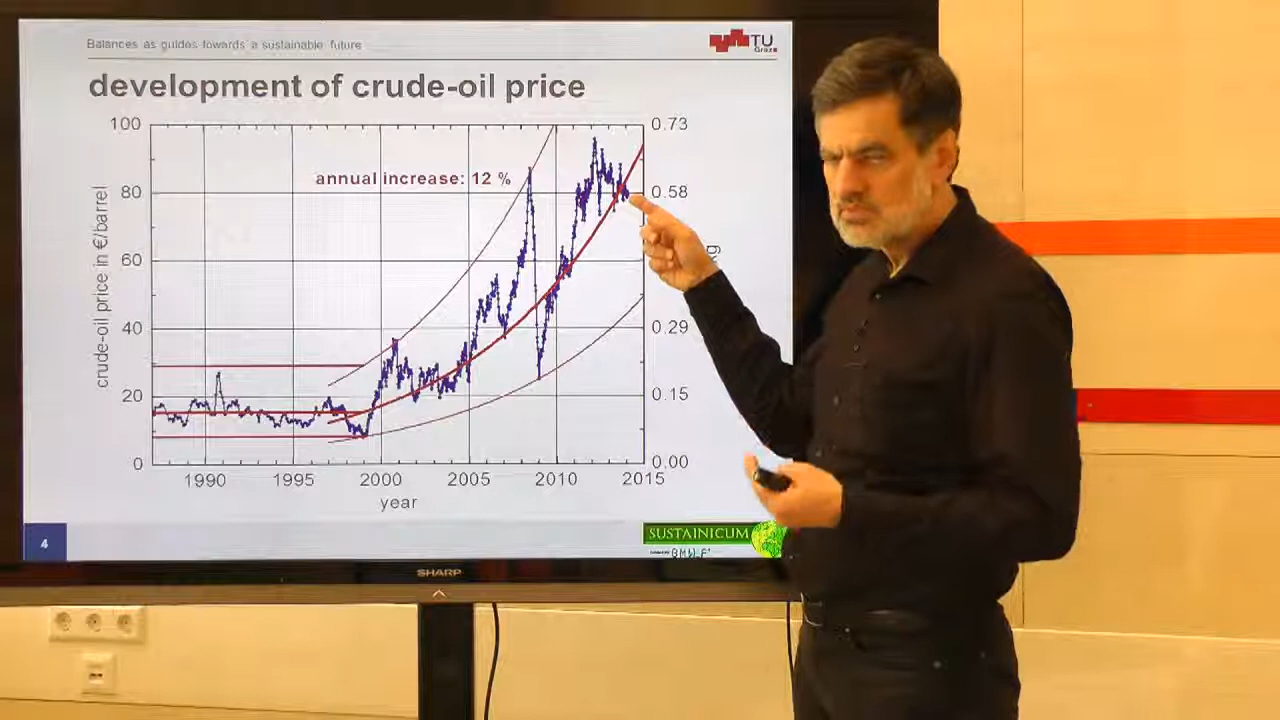 Balances as guides towards a sustainable future
TU
Graz
development of crude-oil price
100
80
60
40
20
0
crude-oil price in €/barrel
annual increase: 12 %
0.73
0.58
0.29
0.15
0.00
1990
1995
2000
2005
2010
2015
year
4
SUSTAINICUM
SHARP